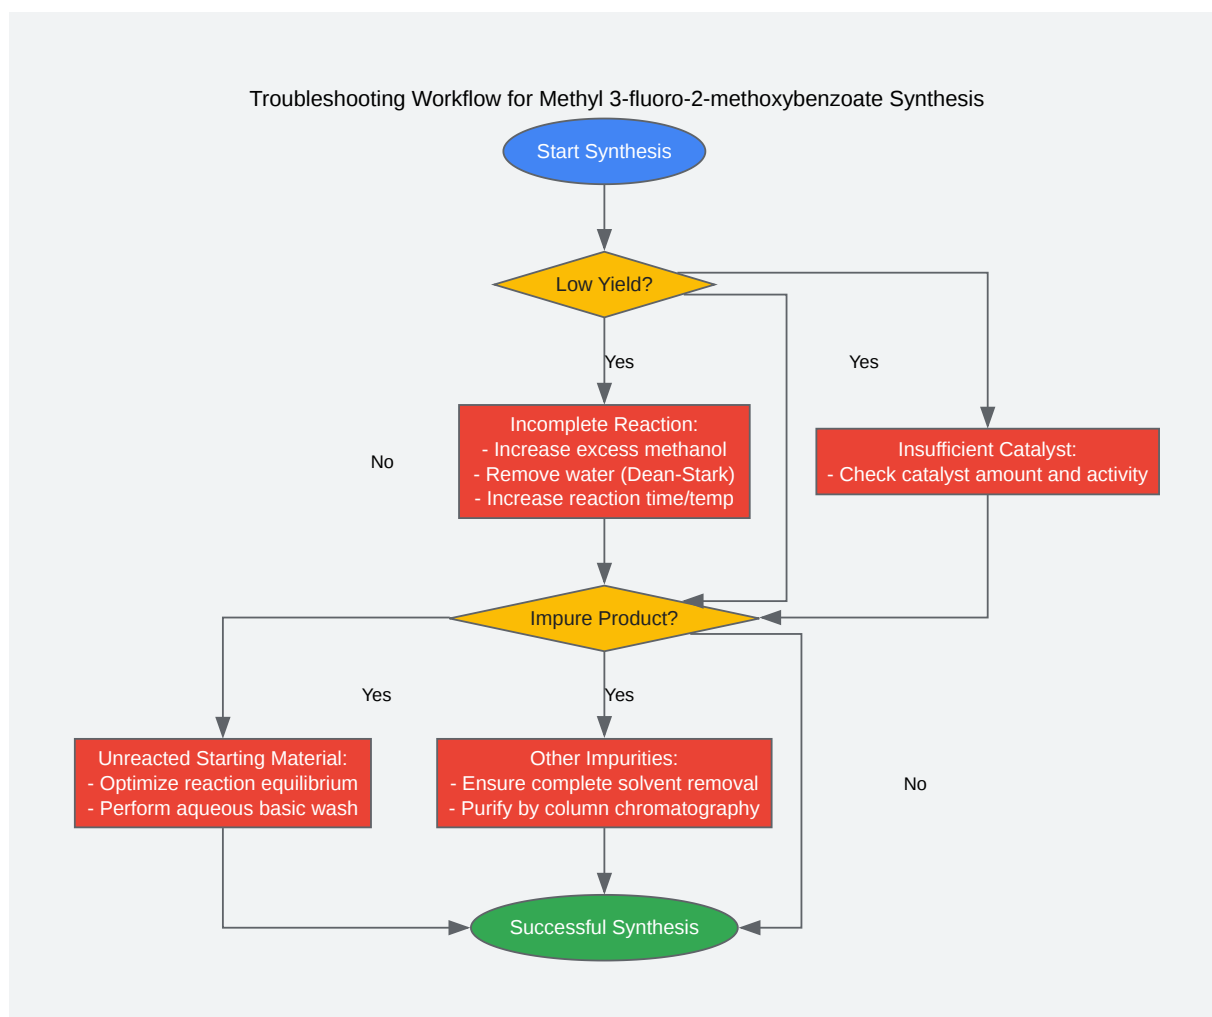 Troubleshooting Workflow for Methyl 3-fluoro-2-methoxybenzoate Synthesis
Start Synthesis
Low Yield?
Yes
Yes
Incomplete Reaction:
- Increase excess methanol
- Remove water (Dean-Stark)
- Increase reaction time/temp
Insufficient Catalyst:
- Check catalyst amount and activity
No
Impure Product?
Yes
Yes
Unreacted Starting Material:
- Optimize reaction equilibrium
- Perform aqueous basic wash
Other Impurities:
- Ensure complete solvent removal
- Purify by column chromatography
No
Successful Synthesis